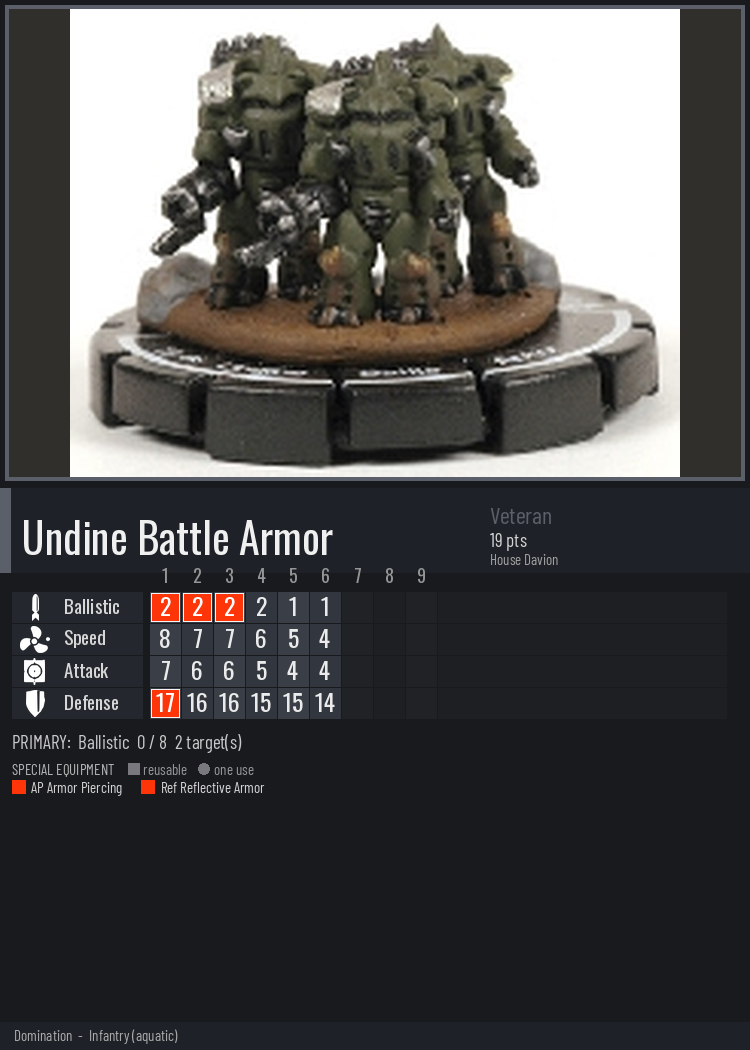 Undine Battle Armor
Veteran
19 pts
House Davion
1 2 3 4 5 6 7 8 9
Ballistic 2 2 2 2 1 1
Speed 8 7 7 6 5 4
Attack 7 6 6 5 4 4
Defense 17 16 16 15 15 14
PRIMARY: Ballistic 0 / 8 2 target(s)
SPECIAL EQUIPMENT reusable one use
AP Armor Piercing Ref Reflective Armor
Domination - Infantry (aquatic)